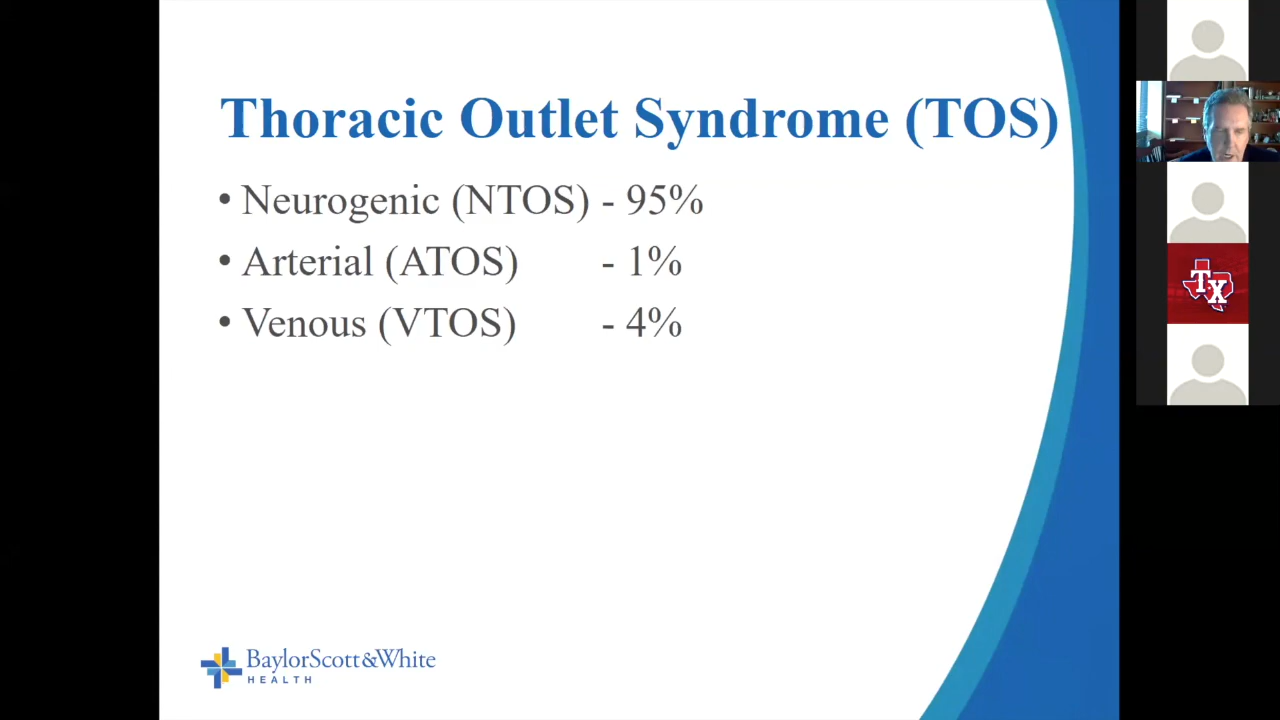 Thoracic Outlet Syndrome (TOS)
• Neurogenic (NTOS) - 95%
• Arterial (ATOS) - 1%
• Venous (VTOS) - 4%
BaylorScott&White
HEALTH
TX